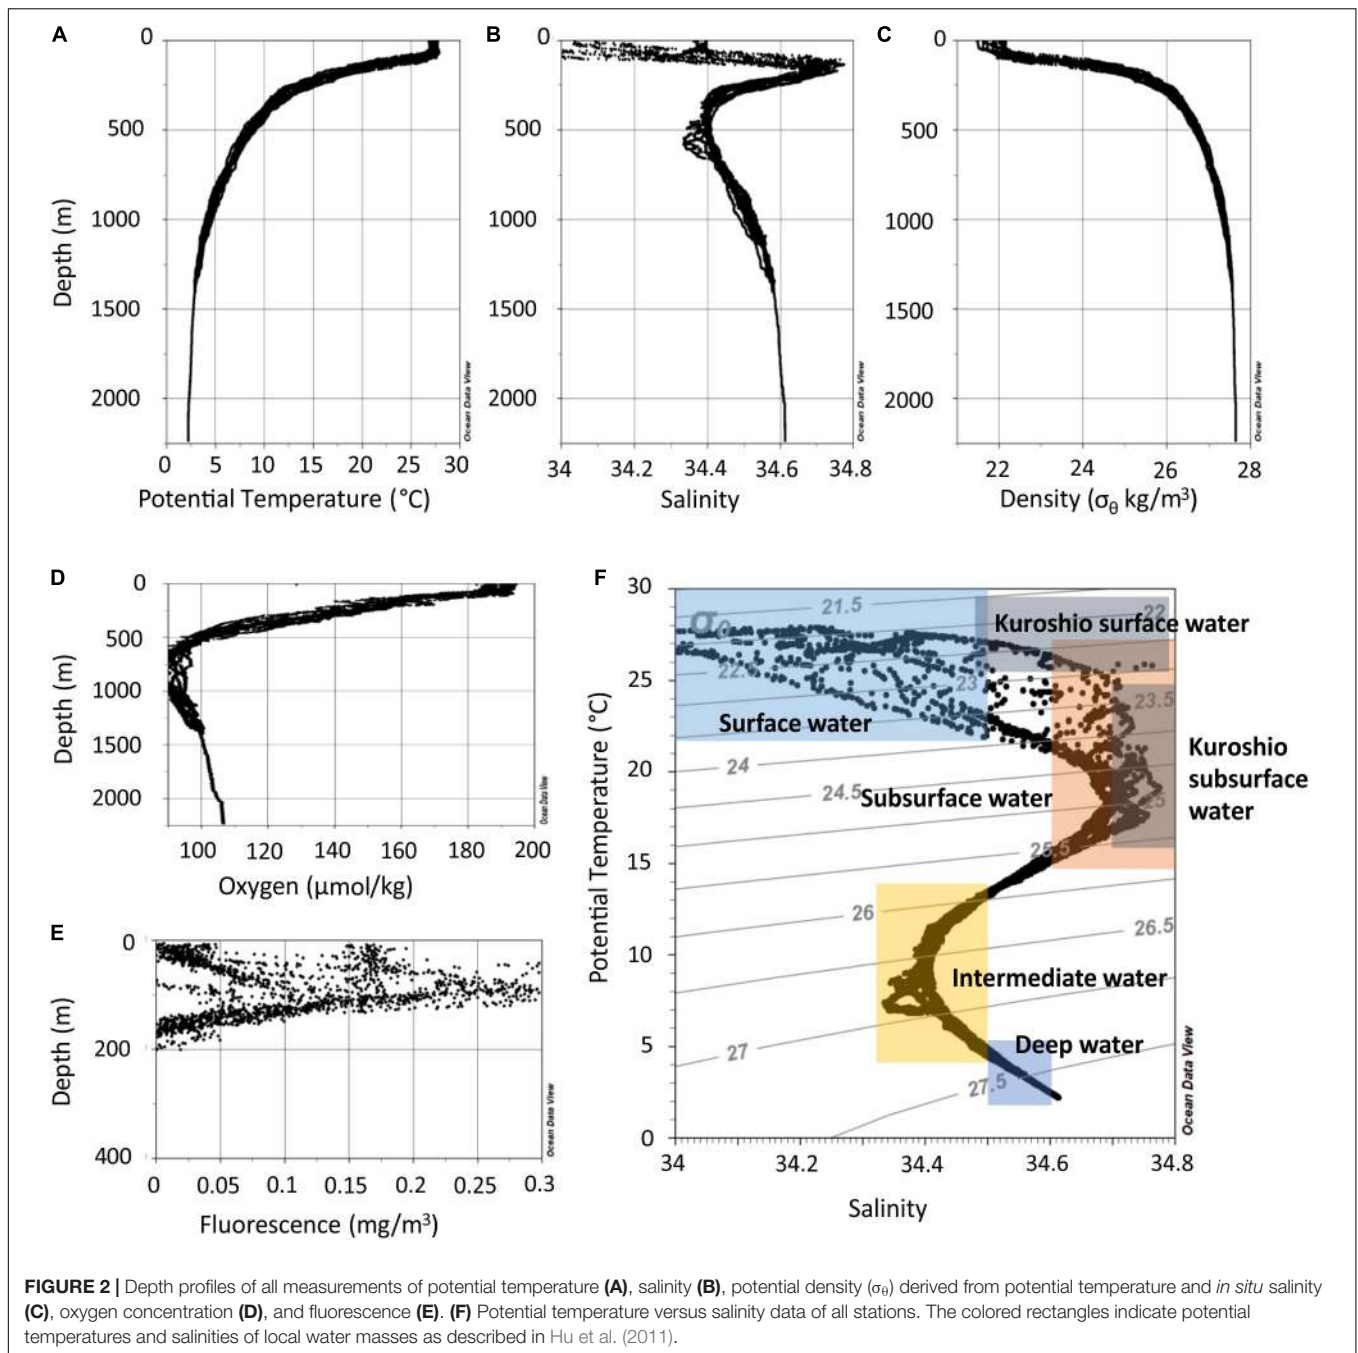 A
0
500
1000
1500
2000
Depth (m)
0 5 10 15 20 25 30
Potential Temperature (°C)
Ocean Data View
B
0
500
1000
1500
2000
34 34.2 34.4 34.6 34.8
Salinity
Ocean Data View
C
0
500
1000
1500
2000
22 24 26 28
Density (σθ kg/m³)
D
0
500
1000
1500
2000
Depth (m)
100 120 140 160 180 200
Oxygen (μmol/kg)
Ocean Data View
E
0
200
400
Depth (m)
0 0.05 0.1 0.15 0.2 0.25 0.3
Fluorescence (mg/m³)
Ocean Data View
F
30
25
20
15
10
5
0
Potential Temperature (°C)
σθ
21.5
22
Kuroshio surface water
22.5
23
23.5
Surface water
24
24.5
Subsurface water
25
Kuroshio
subsurface
water
25.5
26
26.5
Intermediate water
27
Deep water
27.5
34 34.2 34.4 34.6 34.8
Salinity
Ocean Data View
FIGURE 2 | Depth profiles of all measurements of potential temperature (A), salinity (B), potential density (σθ) derived from potential temperature and in situ salinity
(C), oxygen concentration (D), and fluorescence (E). (F) Potential temperature versus salinity data of all stations. The colored rectangles indicate potential
temperatures and salinities of local water masses as described in Hu et al. (2011).